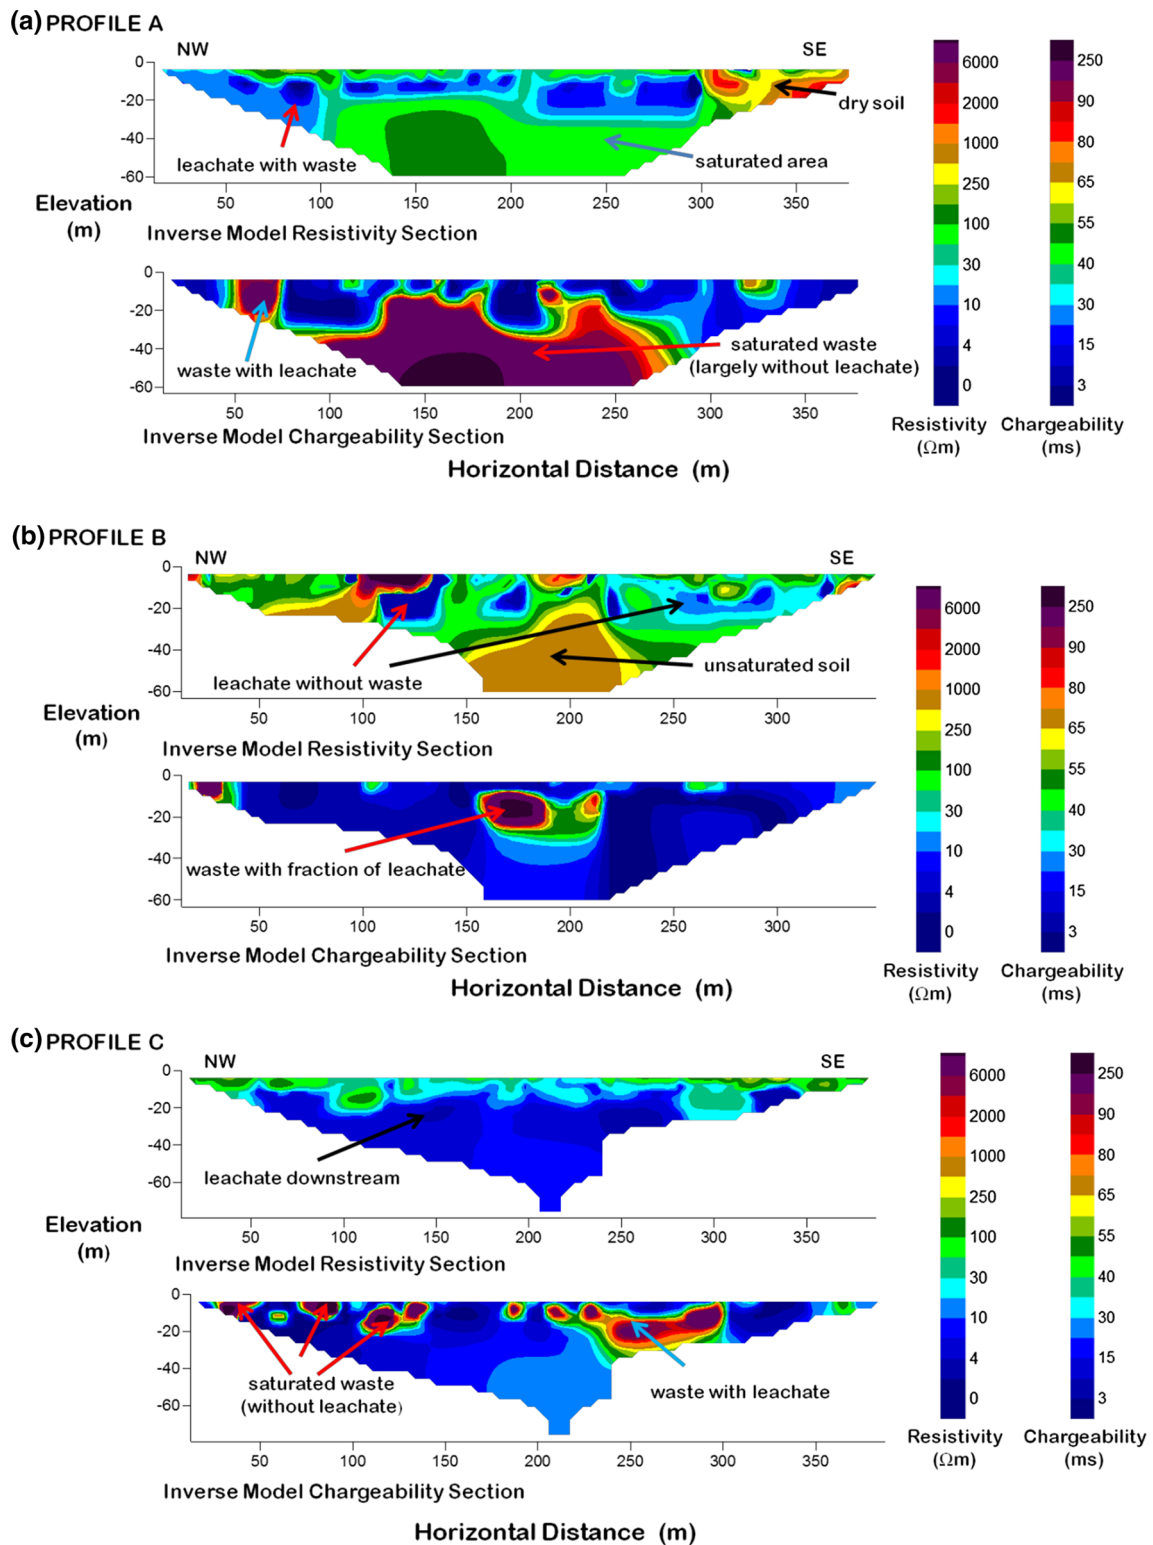 (a) PROFILE A
NW
SE
0
-20
-40
-60
dry soil
leachate with waste
saturated area
50 100 150 200 250 300 350
Elevation
(m)
Inverse Model Resistivity Section
0
-20
-40
-60
waste with leachate
saturated waste
(largely without leachate)
50 100 150 200 250 300 350
Inverse Model Chargeability Section
Horizontal Distance (m)
6000
2000
1000
250
100
30
10
4
0
Resistivity
(Ωm)
250
90
80
65
55
40
30
15
3
Chargeability
(ms)
(b) PROFILE B
NW
SE
0
-20
-40
-60
leachate without waste
unsaturated soil
50 100 150 200 250 300
Elevation
(m)
Inverse Model Resistivity Section
0
-20
-40
-60
waste with fraction of leachate
50 100 150 200 250 300
Inverse Model Chargeability Section
Horizontal Distance (m)
6000
2000
1000
250
100
30
10
4
0
Resistivity
(Ωm)
250
90
80
65
55
40
30
15
3
Chargeability
(ms)
(c) PROFILE C
NW
SE
0
-20
-40
-60
leachate downstream
50 100 150 200 250 300 350
Elevation
(m)
Inverse Model Resistivity Section
0
-20
-40
-60
saturated waste
(without leachate)
waste with leachate
50 100 150 200 250 300 350
Inverse Model Chargeability Section
Horizontal Distance (m)
6000
2000
1000
250
100
30
10
4
0
Resistivity
(Ωm)
250
90
80
65
55
40
30
15
3
Chargeability
(ms)